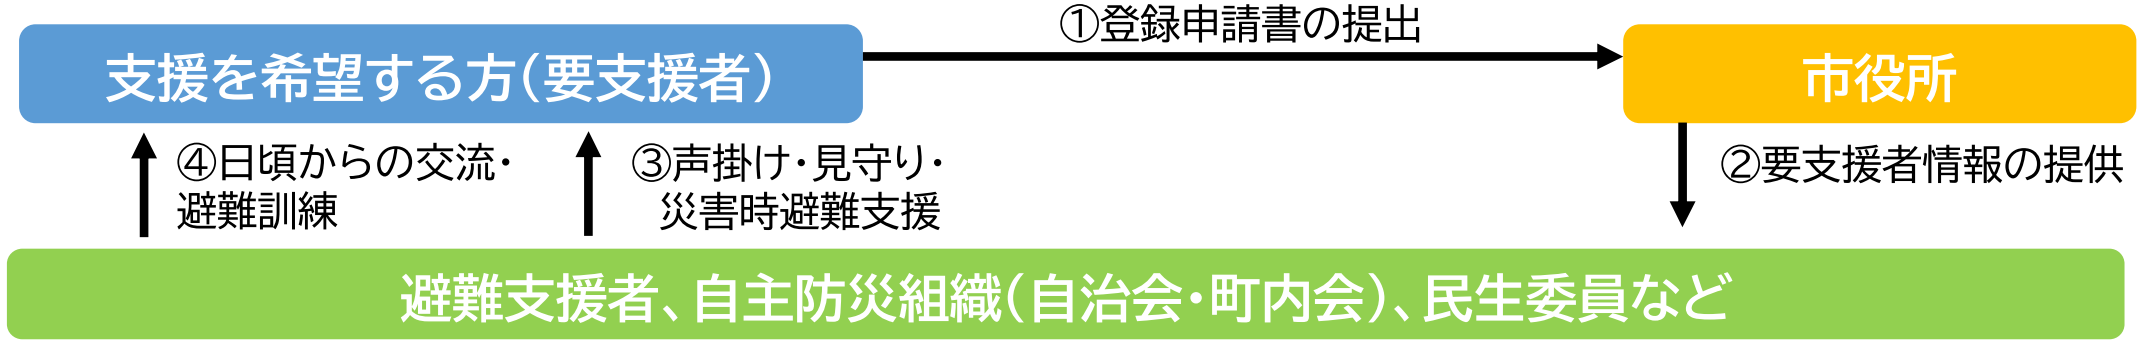 ①登録申請書の提出
支援を希望する方(要支援者)
市役所
④日頃からの交流・
避難訓練
③声掛け・見守り・
災害時避難支援
②要支援者情報の提供
避難支援者、自主防災組織(自治会・町内会)、民生委員など